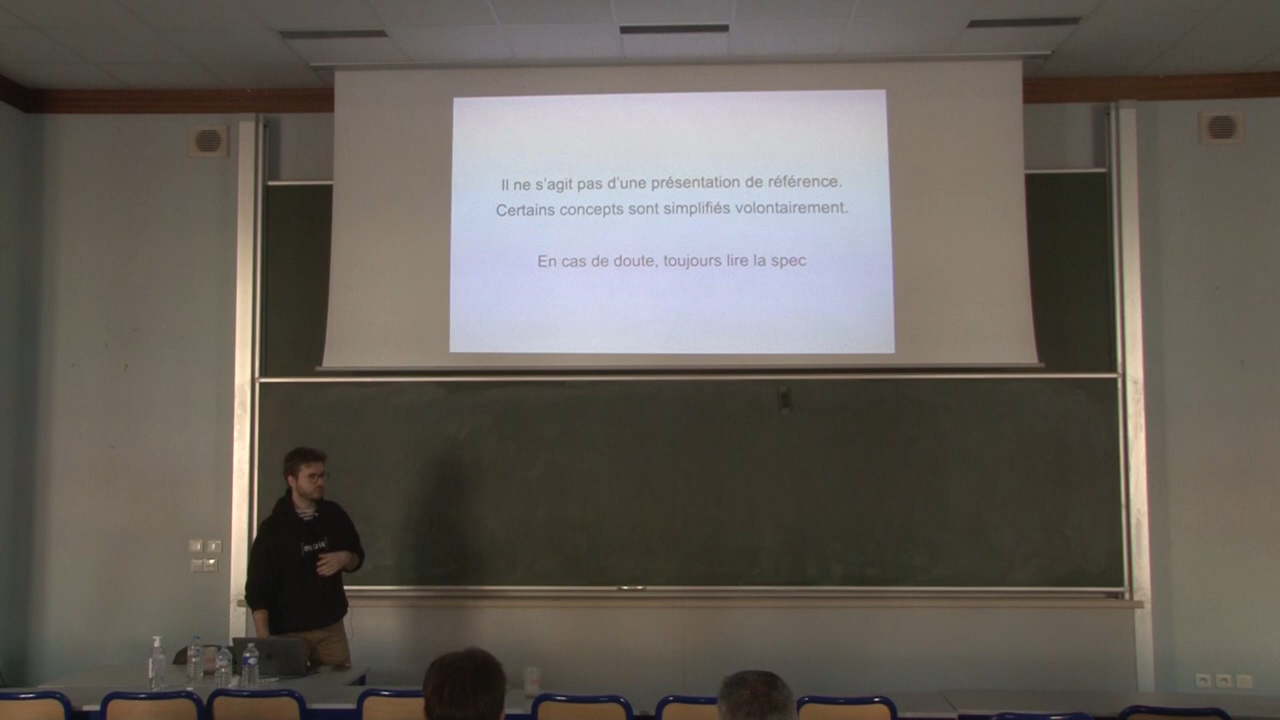 Il ne s'agit pas d'une présentation de référence.
Certains concepts sont simplifiés volontairement.
En cas de doute, toujours lire la spec